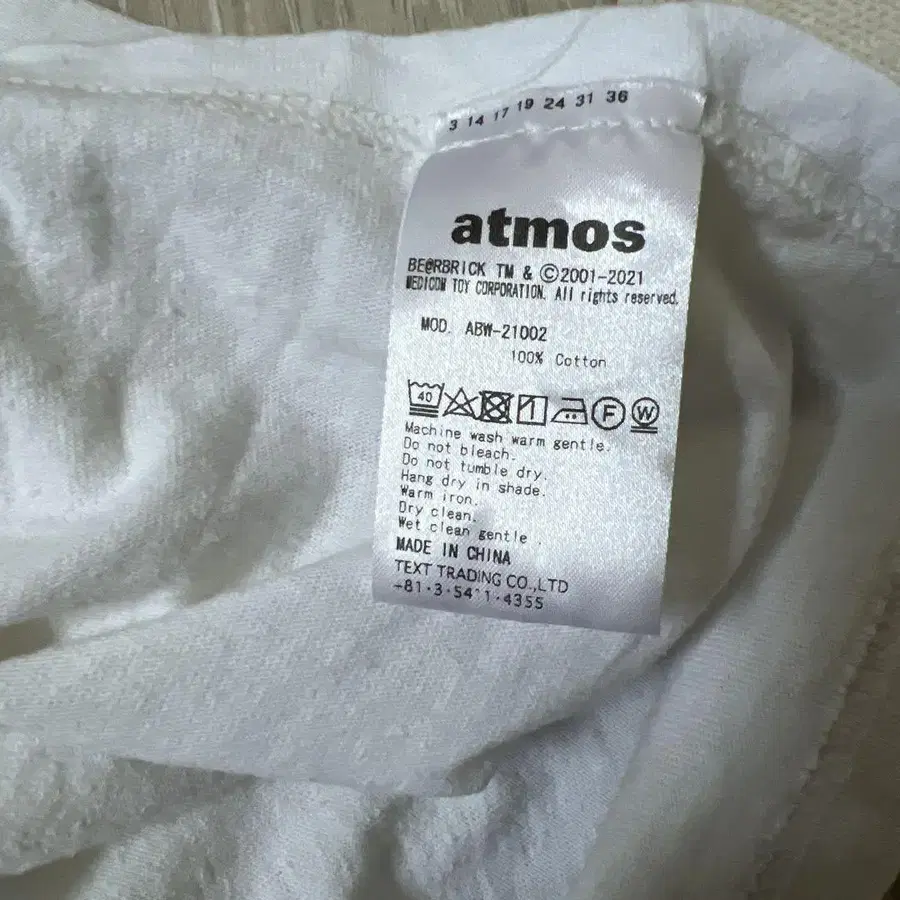 3 14 17 19 24 31 36
atmos
BE@RBRICK TM & ©2001-2021
MEDICOM TOY CORPORATION. All rights reserved.
MOD. ABW-21002
100% Cotton
40 F W
Machine wash warm gentle.
Do not bleach.
Do not tumble dry.
Hang dry in shade.
Warm iron.
Dry clean.
Wet clean gentle .
MADE IN CHINA
TEXT TRADING CO.,LTD